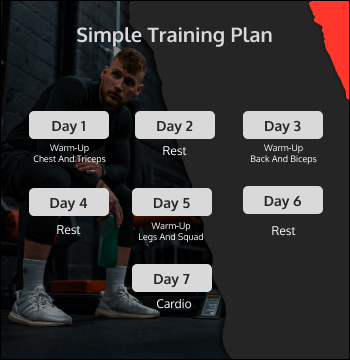 Simple Training Plan
Day 1
Warm-Up
Chest And Triceps
Day 2
Rest
Day 3
Warm-Up
Back And Biceps
Day 4
Rest
Day 5
Warm-Up
Legs And Squad
Day 6
Rest
Day 7
Cardio